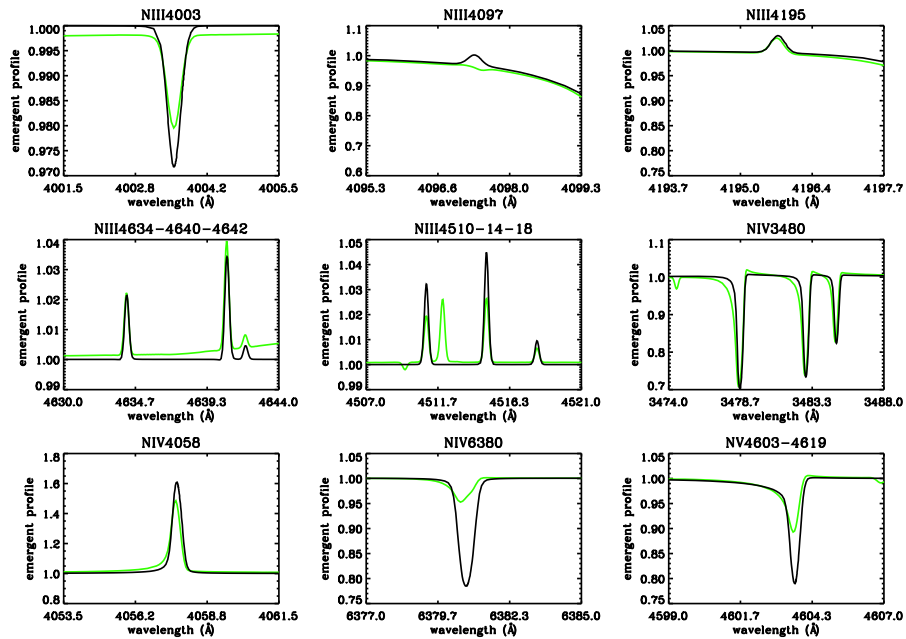 NIII4003
NIII4097
NIII4195
emergent profile
1.000
0.995
0.990
0.985
0.980
0.975
0.970
4001.5 4002.8 4004.2 4005.5
wavelength (Å)
emergent profile
1.1
1.0
0.9
0.8
0.7
0.6
4095.3 4096.6 4098.0 4099.3
wavelength (Å)
emergent profile
1.05
1.00
0.95
0.90
0.85
0.80
0.75
4193.7 4195.0 4196.4 4197.7
wavelength (Å)
NIII4634-4640-4642
NIII4510-14-18
NIV3480
emergent profile
1.04
1.03
1.02
1.01
1.00
0.99
4630.0 4634.7 4639.3 4644.0
wavelength (Å)
emergent profile
1.05
1.04
1.03
1.02
1.01
1.00
0.99
4507.0 4511.7 4516.3 4521.0
wavelength (Å)
emergent profile
1.1
1.0
0.9
0.8
0.7
3474.0 3478.7 3483.3 3488.0
wavelength (Å)
NIV4058
NIV6380
NV4603-4619
emergent profile
1.8
1.6
1.4
1.2
1.0
0.8
4053.5 4056.2 4058.8 4061.5
wavelength (Å)
emergent profile
1.05
1.00
0.95
0.90
0.85
0.80
0.75
6377.0 6379.7 6382.3 6385.0
wavelength (Å)
emergent profile
1.05
1.00
0.95
0.90
0.85
0.80
0.75
4599.0 4601.7 4604.3 4607.0
wavelength (Å)